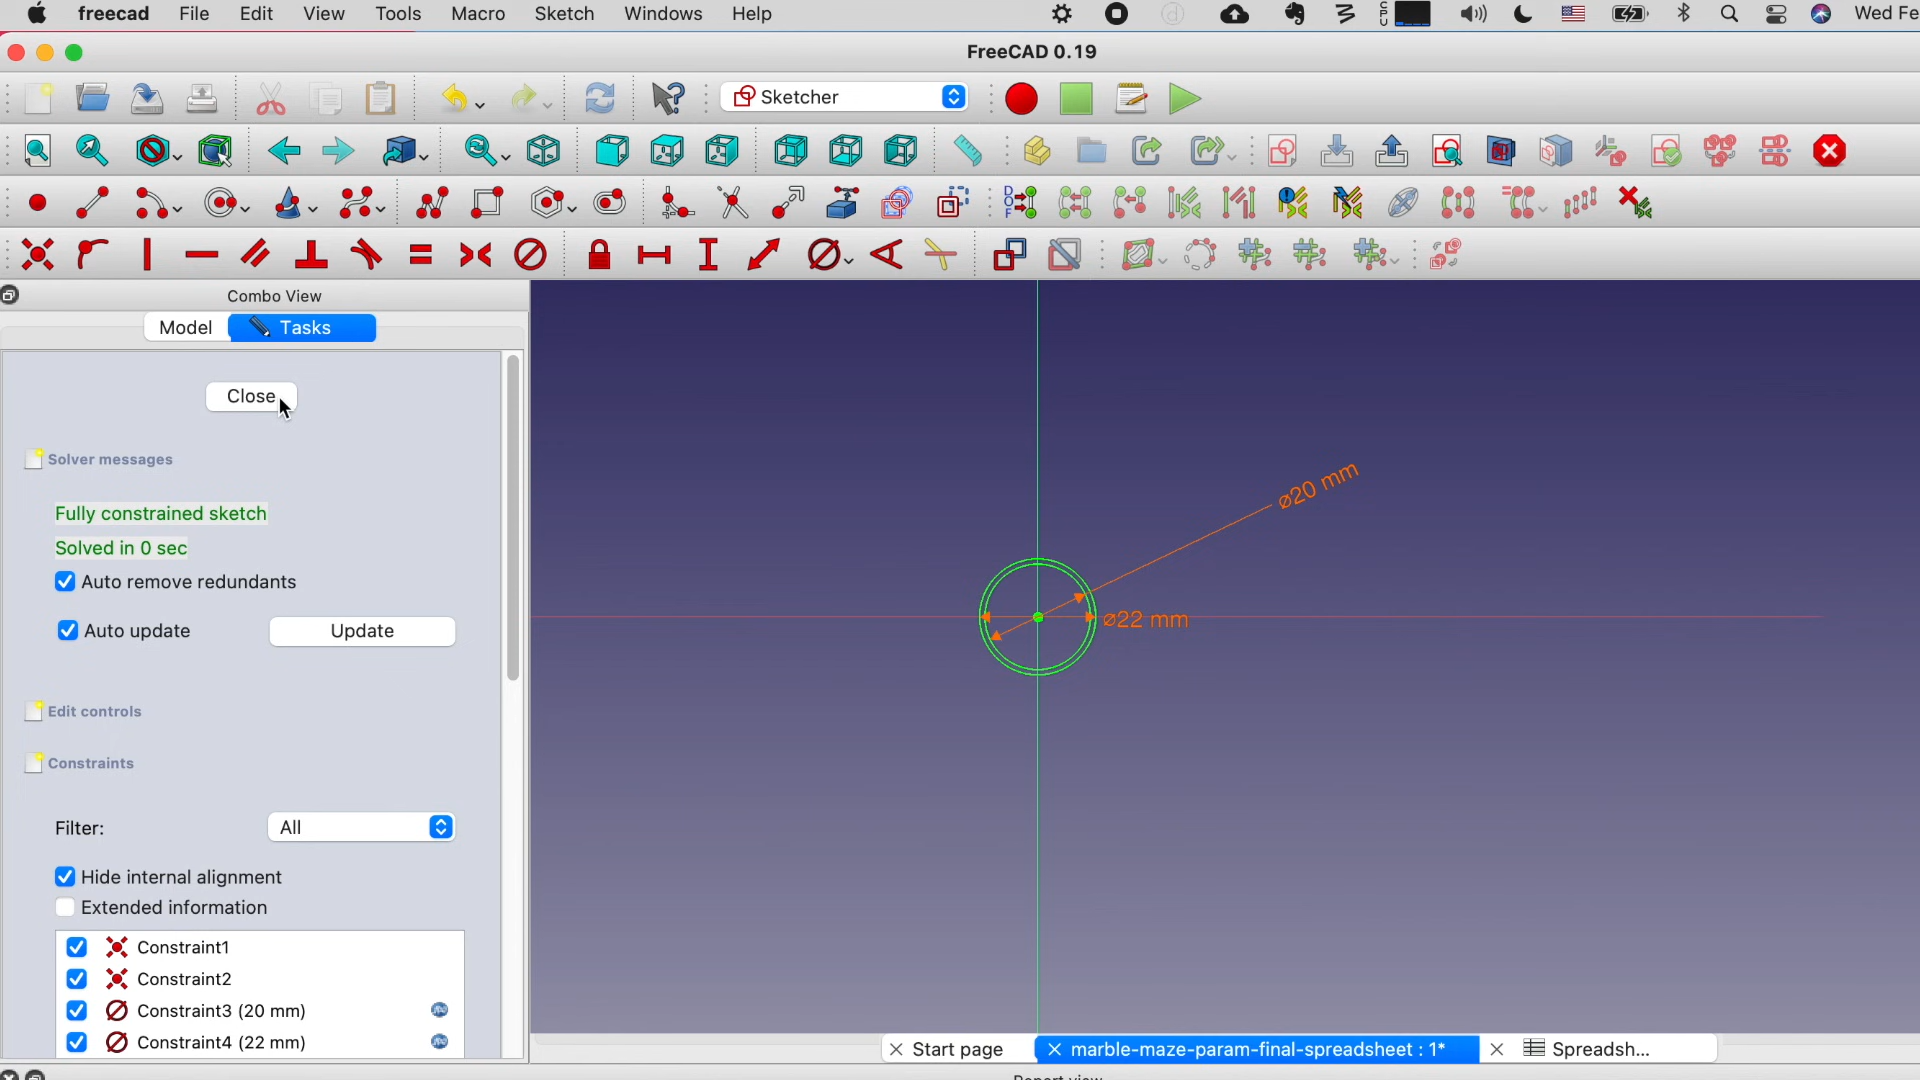 freecad File Edit View Tools Macro Sketch Windows Help Wed Fe
FreeCAD 0.19
Sketcher
Combo View
Model Tasks
Close
Solver messages
Fully constrained sketch
Solved in 0 sec
Auto remove redundants
Auto update Update
Edit controls
Constraints
Filter: All
Hide internal alignment
Extended information
Constraint1
Constraint2
Constraint3 (20 mm)
Constraint4 (22 mm)
⌀20 mm
⌀22 mm
Start page marble-maze-param-final-spreadsheet : 1* Spreadsh...
Report view